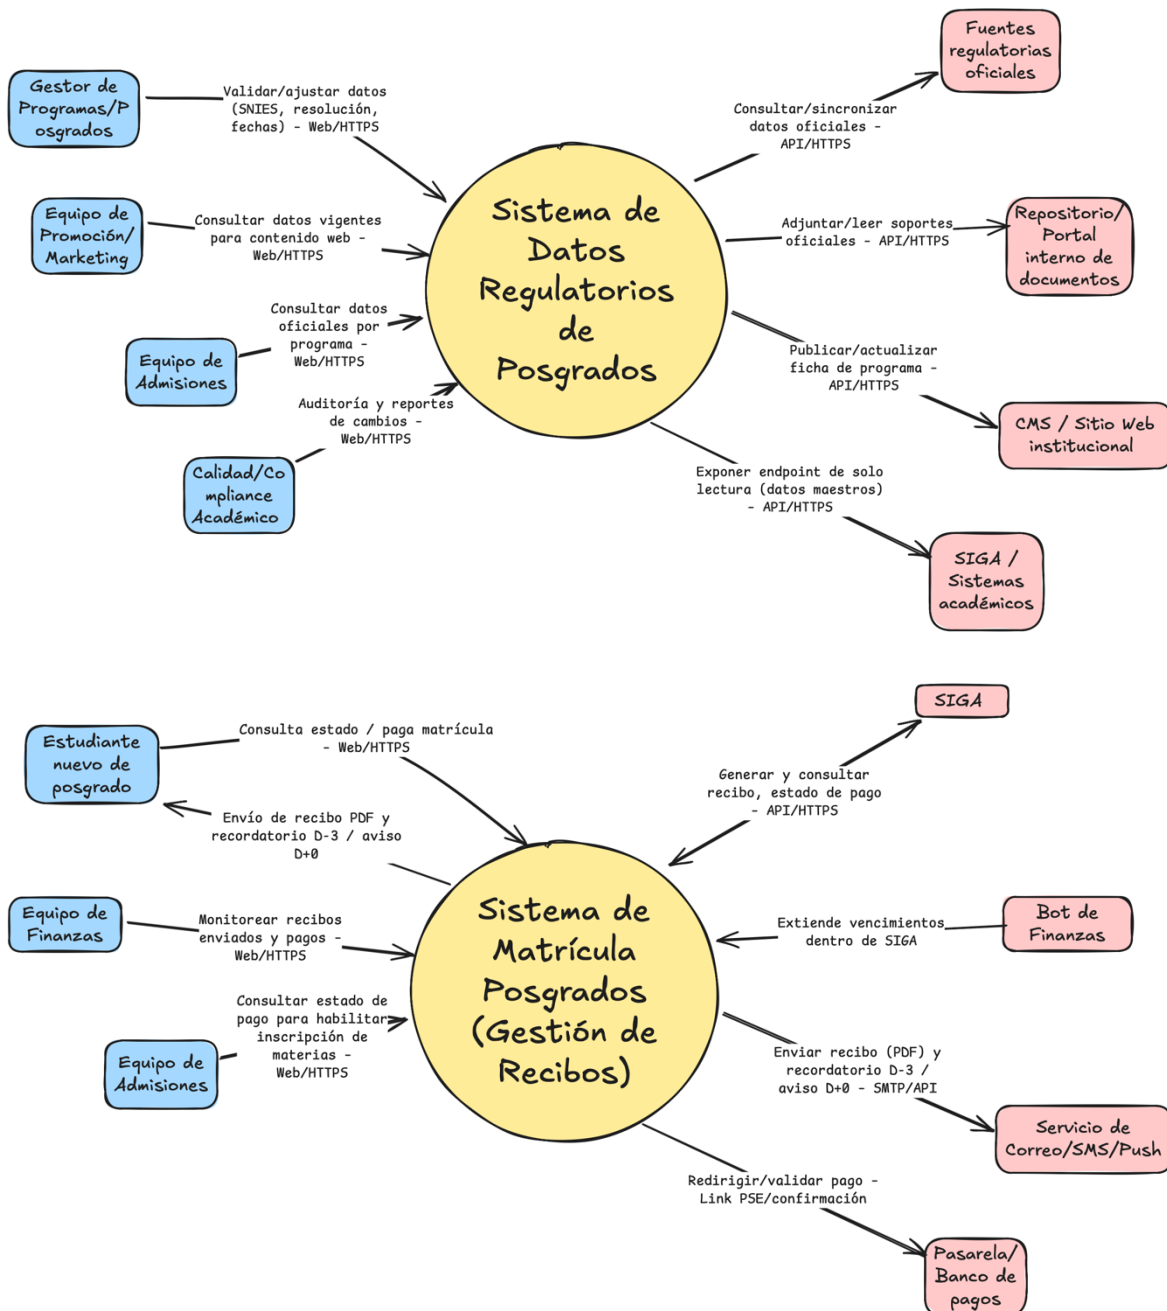 Fuentes
regulatorias
oficiales
Gestor de
Programas/P
osgrados
Validar/ajustar datos
(SNIES, resolución,
fechas) - Web/HTTPS
Consultar/sincronizar
datos oficiales -
API/HTTPS
Equipo de
Promoción/
Marketing
Consultar datos vigentes
para contenido web -
Web/HTTPS
Sistema de
Datos
Regulatorios
de
Posgrados
Adjuntar/leer soportes
oficiales - API/HTTPS
Repositorio/
Portal
interno de
documentos
Consultar datos
oficiales por
programa -
Web/HTTPS
Equipo de
Admisiones
Publicar/actualizar
ficha de programa -
API/HTTPS
Auditoría y reportes
de cambios -
Web/HTTPS
CMS / Sitio Web
institucional
Calidad/Co
mpliance
Académico
Exponer endpoint de solo
lectura (datos maestros)
- API/HTTPS
SIGA /
Sistemas
académicos
SIGA
Estudiante
nuevo de
posgrado
Consulta estado / paga matrícula
- Web/HTTPS
Generar y consultar
recibo, estado de pago
- API/HTTPS
Envío de recibo PDF y
recordatorio D-3 / aviso
D+0
Equipo de
Finanzas
Monitorear recibos
enviados y pagos -
Web/HTTPS
Sistema de
Matrícula
Posgrados
(Gestión de
Recibos)
Extiende vencimientos
dentro de SIGA
Bot de
Finanzas
Consultar estado de
pago para habilitar
inscripción de
materias -
Web/HTTPS
Equipo de
Admisiones
Enviar recibo (PDF) y
recordatorio D-3 /
aviso D+0 - SMTP/API
Servicio de
Correo/SMS/Push
Redirigir/validar pago -
Link PSE/confirmación
Pasarela/
Banco de
pagos